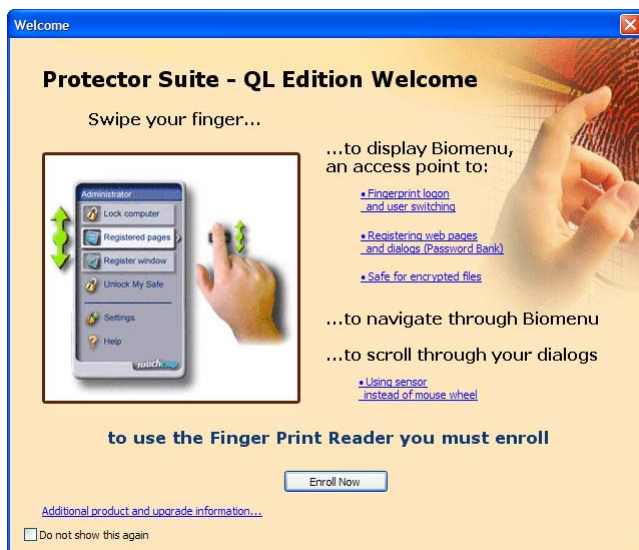 Welcome
Protector Suite - QL Edition Welcome
Swipe your finger...
Administrator
Lock computer
Registered pages
Register window
Unlock My Safe
Settings
Help
TouchChip
...to display Biomenu,
an access point to:
• Fingerprint logon
and user switching
• Registering web pages
and dialogs (Password Bank)
• Safe for encrypted files
...to navigate through Biomenu
...to scroll through your dialogs
• Using sensor
instead of mouse wheel
to use the Finger Print Reader you must enroll
Enroll Now
Additional product and upgrade information...
Do not show this again